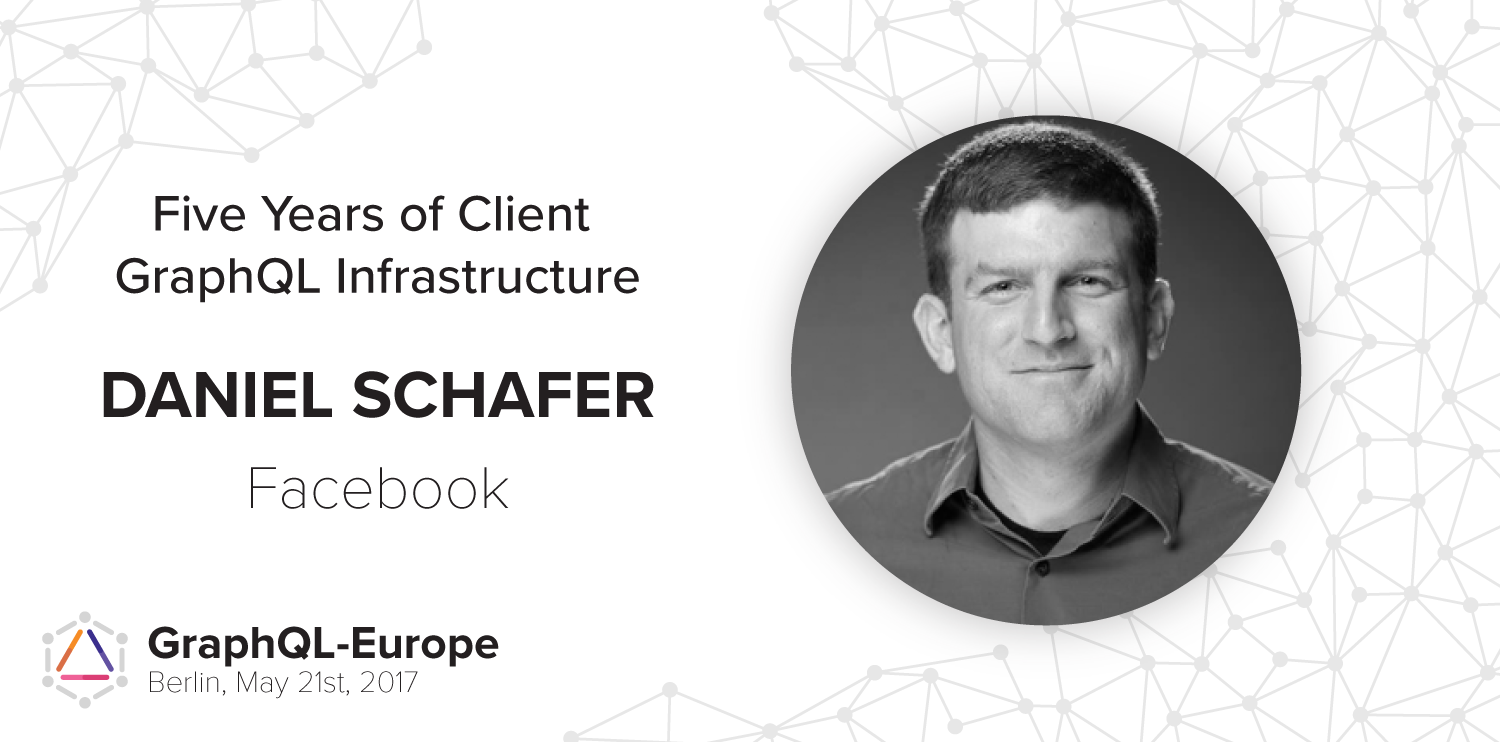 Five Years of Client
GraphQL Infrastructure
DANIEL SCHAFER
Facebook
GraphQL-Europe
Berlin, May 21st, 2017